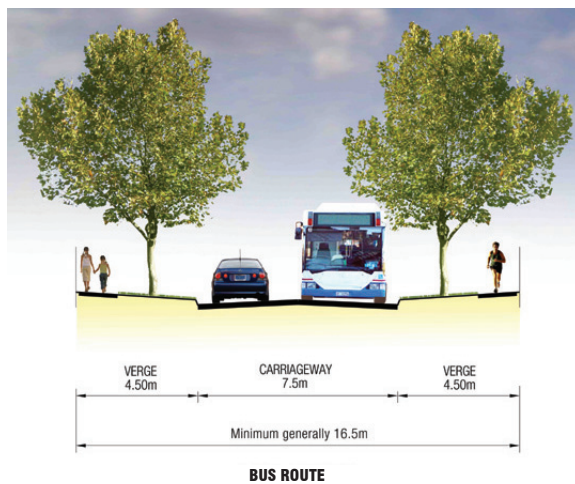 VERGE
4.50m
CARRIAGEWAY
7.5m
VERGE
4.50m
Minimum generally 16.5m
BUS ROUTE